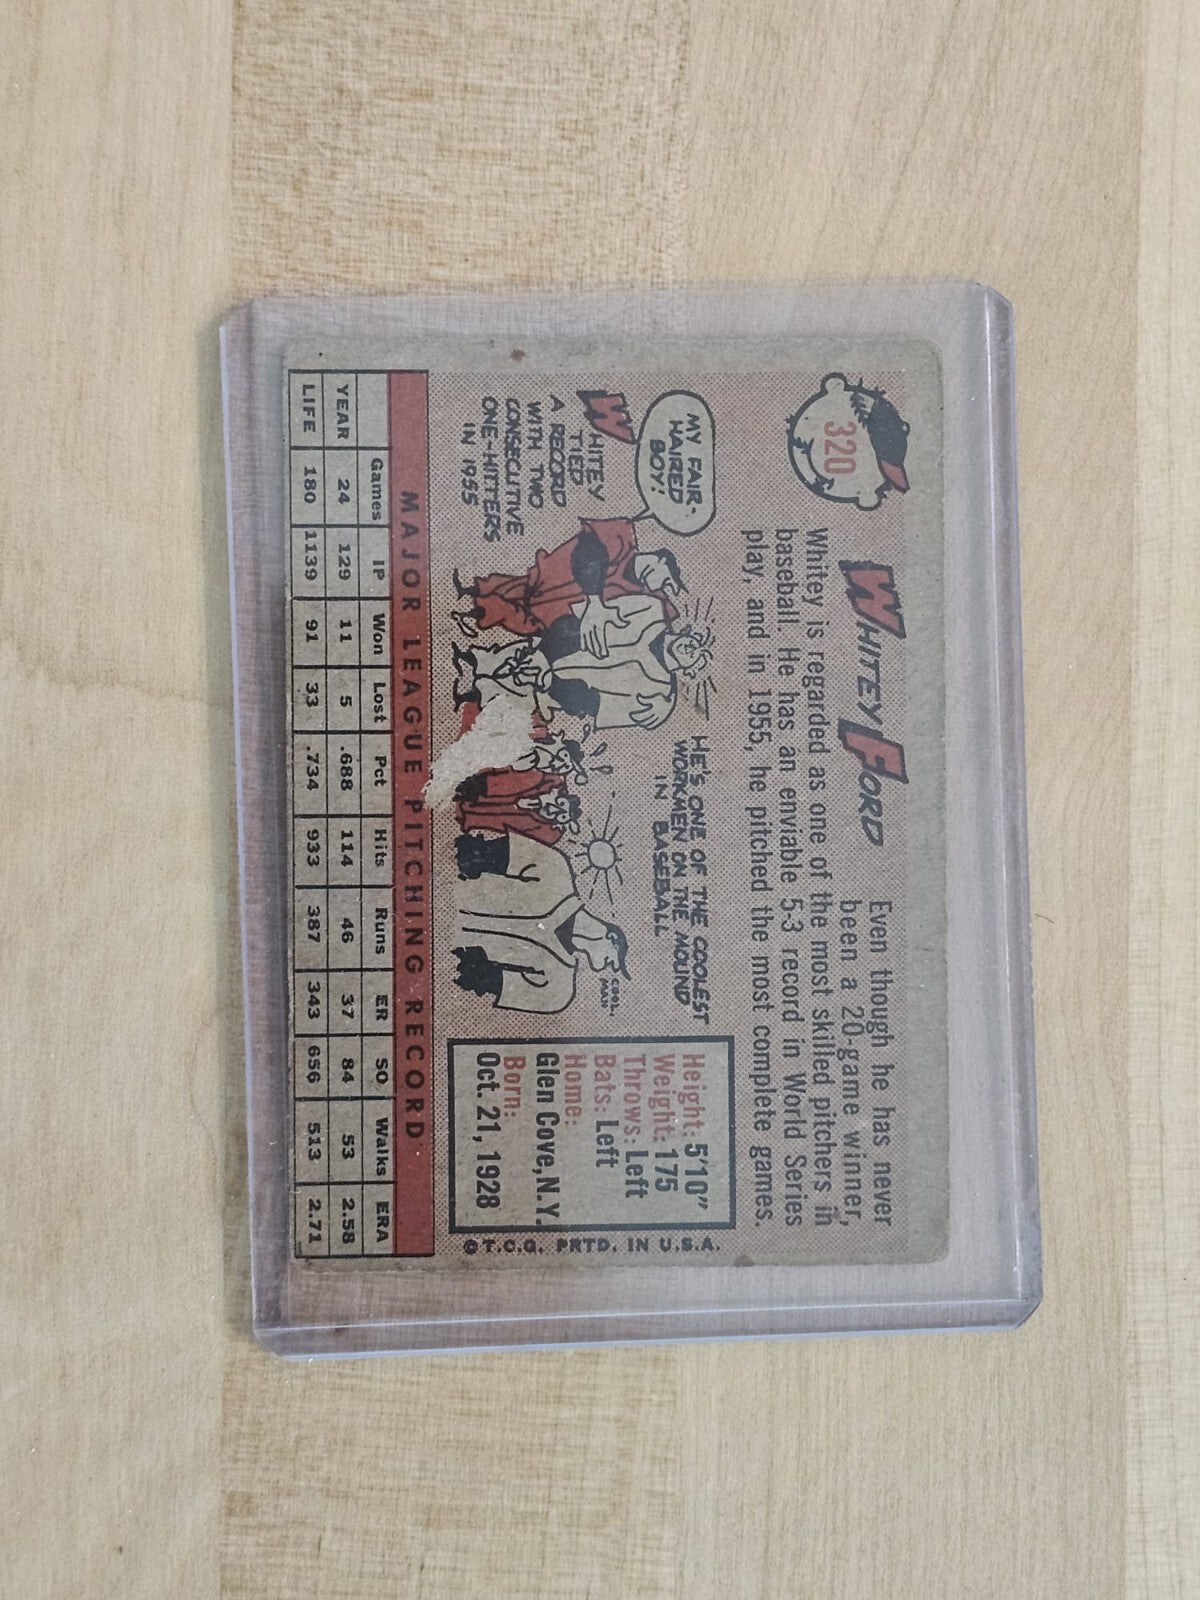 320
WHITEY FORD
Even though he has never
been a 20-game winner,
Whitey is regarded as one of the most skilled pitchers in
baseball. He has an enviable 5-3 record in World Series
play, and in 1955, he pitched the most complete games.
MY FAIR-
HAIRED
BOY!
WHITEY
TIED
A RECORD
WITH TWO
CONSECUTIVE
ONE-HITTERS
IN 1955
HE'S ONE OF THE COOLEST
WORKMEN ON THE MOUND
IN BASEBALL
COOL-
MAN
Height: 5'10"
Weight: 175
Throws: Left
Bats: Left
Home:
Glen Cove, N.Y.
Born:
Oct. 21, 1928
© T.C.G. PRTD. IN U.S.A.
MAJOR LEAGUE PITCHING RECORD
Games IP Won Lost Pct Hits Runs ER SO Walks ERA
YEAR 24 129 11 5 .688 114 46 37 84 53 2.58
LIFE 180 1139 91 33 .734 933 387 343 656 513 2.71